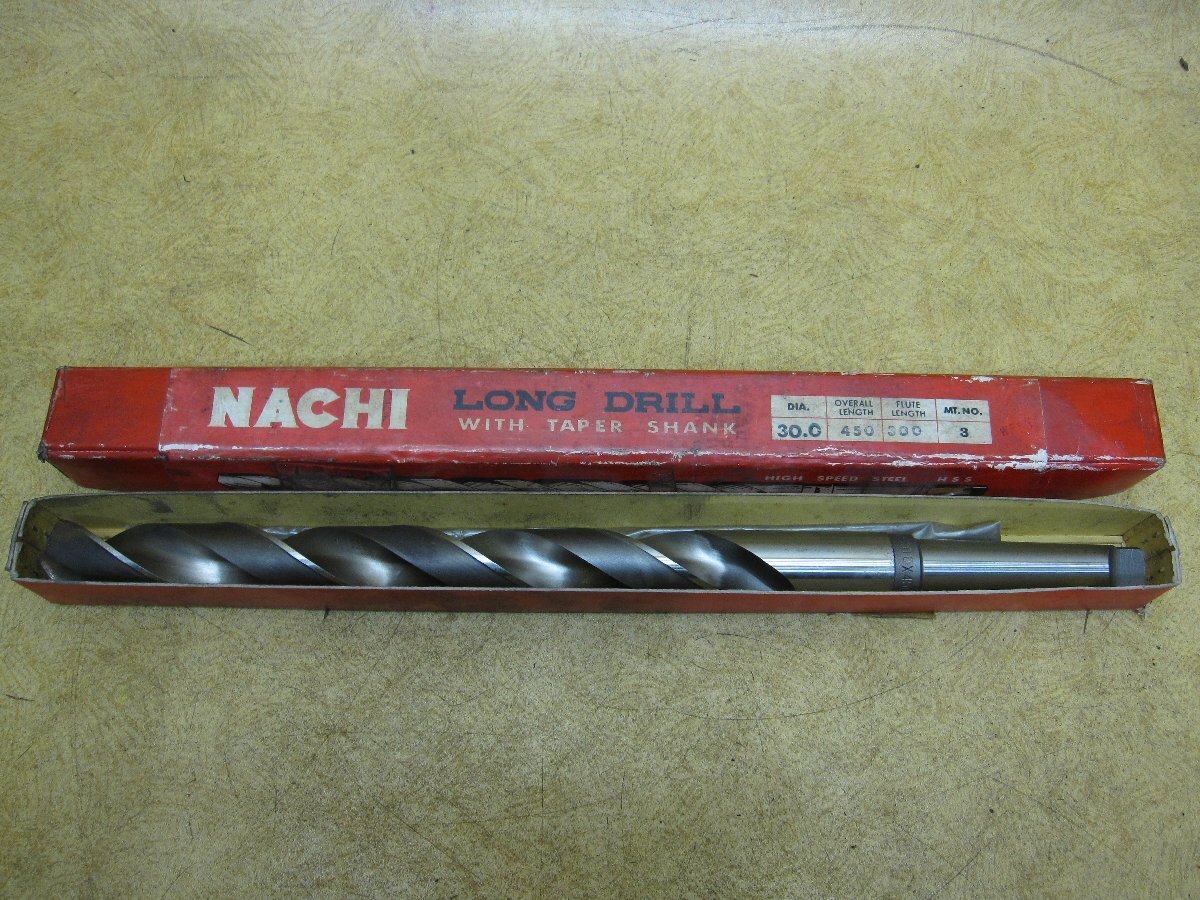 NACHI
LONG DRILL
WITH TAPER SHANK
DIA. OVERALL LENGTH FLUTE LENGTH MT. NO.
30.0 450 300 3
HIGH SPEED STEEL HSS